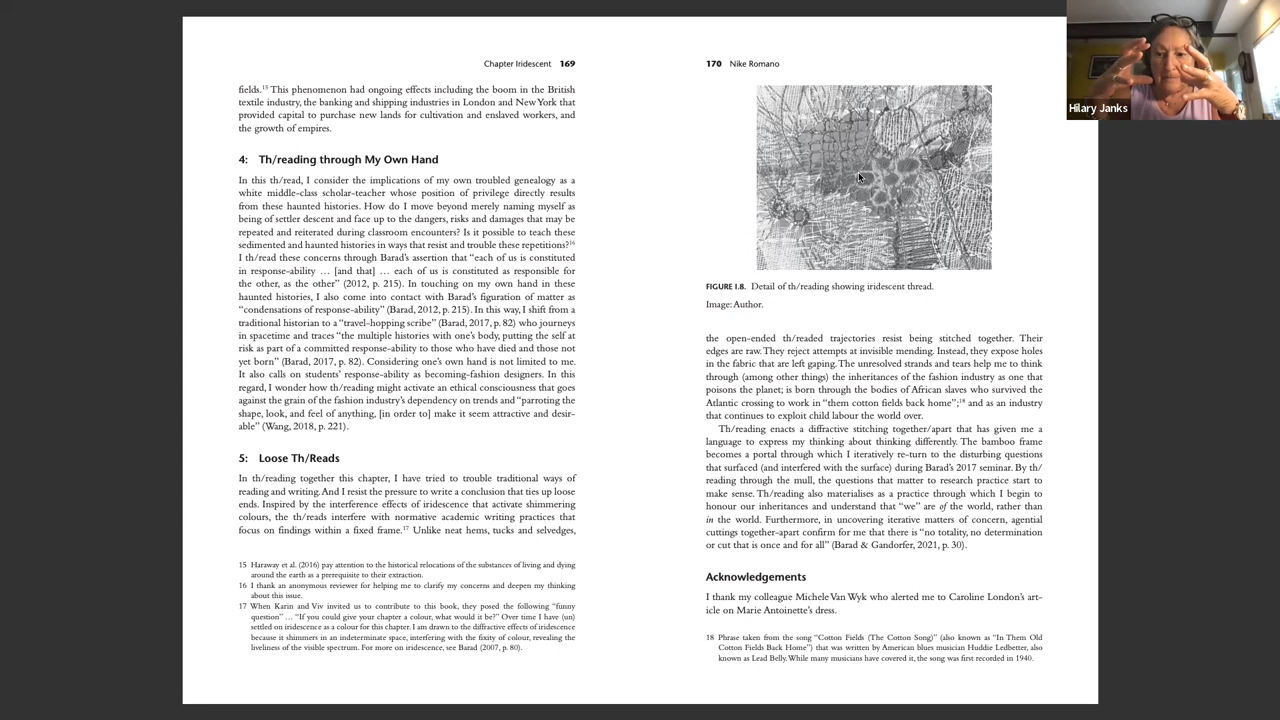 Chapter Iridescent 169
fields.15 This phenomenon had ongoing effects including the boom in the British
textile industry, the banking and shipping industries in London and New York that
provided capital to purchase new lands for cultivation and enslaved workers, and
the growth of empires.
4: Th/reading through My Own Hand
In this th/read, I consider the implications of my own troubled genealogy as a
white middle-class scholar-teacher whose position of privilege directly results
from these haunted histories. How do I move beyond merely naming myself as
being of settler descent and face up to the dangers, risks and damages that may be
repeated and reiterated during classroom encounters? Is it possible to teach these
sedimented and haunted histories in ways that resist and trouble these repetitions?16
I th/read these concerns through Barad's assertion that “each of us is constituted
in response-ability … [and that] … each of us is constituted as responsible for
the other, as the other” (2012, p. 215). In touching on my own hand in these
haunted histories, I also come into contact with Barad's figuration of matter as
“condensations of response-ability” (Barad, 2012, p. 215). In this way, I shift from a
traditional historian to a “travel-hopping scribe” (Barad, 2017, p. 82) who journeys
in spacetime and traces “the multiple histories with one's body, putting the self at
risk as part of a committed response-ability to those who have died and those not
yet born” (Barad, 2017, p. 82). Considering one's own hand is not limited to me.
It also calls on students' response-ability as becoming-fashion designers. In this
regard, I wonder how th/reading might activate an ethical consciousness that goes
against the grain of the fashion industry's dependency on trends and “parroting the
shape, look, and feel of anything, [in order to] make it seem attractive and desir-
able” (Wang, 2018, p. 221).
5: Loose Th/Reads
In th/reading together this chapter, I have tried to trouble traditional ways of
reading and writing. And I resist the pressure to write a conclusion that ties up loose
ends. Inspired by the interference effects of iridescence that activate shimmering
colours, the th/reads interfere with normative academic writing practices that
focus on findings within a fixed frame.17 Unlike neat hems, tucks and selvedges,
15 Haraway et al. (2016) pay attention to the historical relocations of the substances of living and dying
around the earth as a prerequisite to their extraction.
16 I thank an anonymous reviewer for helping me to clarify my concerns and deepen my thinking
about this issue.
17 When Karin and Viv invited us to contribute to this book, they posed the following “funny
question” … “If you could give your chapter a colour, what would it be?” Over time I have (un)
settled on iridescence as a colour for this chapter. I am drawn to the diffractive effects of iridescence
because it shimmers in an indeterminate space, interfering with the fixity of colour, revealing the
liveliness of the visible spectrum. For more on iridescence, see Barad (2007, p. 80).
170 Nike Romano
FIGURE I.8. Detail of th/reading showing iridescent thread.
Image: Author.
the open-ended th/readed trajectories resist being stitched together. Their
edges are raw. They reject attempts at invisible mending. Instead, they expose holes
in the fabric that are left gaping. The unresolved strands and tears help me to think
through (among other things) the inheritances of the fashion industry as one that
poisons the planet; is born through the bodies of African slaves who survived the
Atlantic crossing to work in “them cotton fields back home”;18 and as an industry
that continues to exploit child labour the world over.
Th/reading enacts a diffractive stitching together/apart that has given me a
language to express my thinking about thinking differently. The bamboo frame
becomes a portal through which I iteratively re-turn to the disturbing questions
that surfaced (and interfered with the surface) during Barad's 2017 seminar. By th/
reading through the mull, the questions that matter to research practice start to
make sense. Th/reading also materialises as a practice through which I begin to
honour our inheritances and understand that “we” are of the world, rather than
in the world. Furthermore, in uncovering iterative matters of concern, agential
cuttings together-apart confirm for me that there is “no totality, no determination
or cut that is once and for all” (Barad & Gandorfer, 2021, p. 30).
Acknowledgements
I thank my colleague Michele Van Wyk who alerted me to Caroline London's art-
icle on Marie Antoinette's dress.
18 Phrase taken from the song “Cotton Fields (The Cotton Song)” (also known as “In Them Old
Cotton Fields Back Home”) that was written by American blues musician Huddie Ledbetter, also
known as Lead Belly. While many musicians have covered it, the song was first recorded in 1940.
Hilary Janks